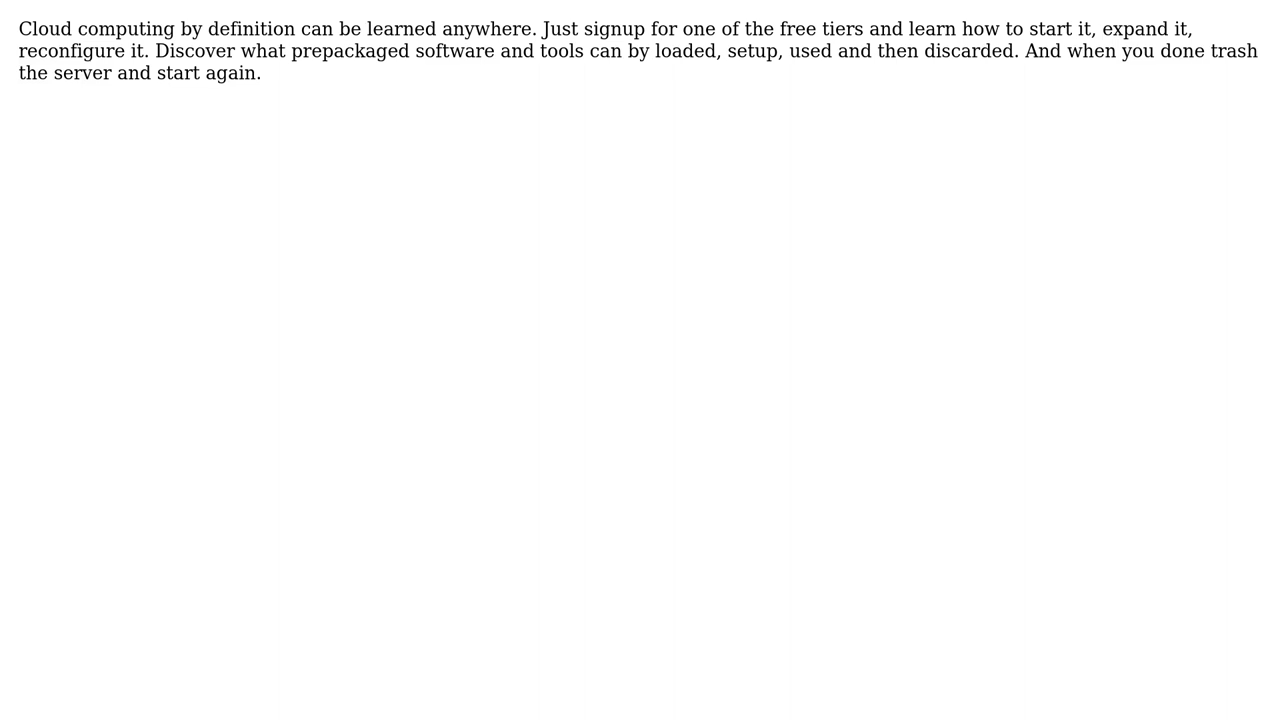 Cloud computing by definition can be learned anywhere. Just signup for one of the free tiers and learn how to start it, expand it,
reconfigure it. Discover what prepackaged software and tools can by loaded, setup, used and then discarded. And when you done trash
the server and start again.